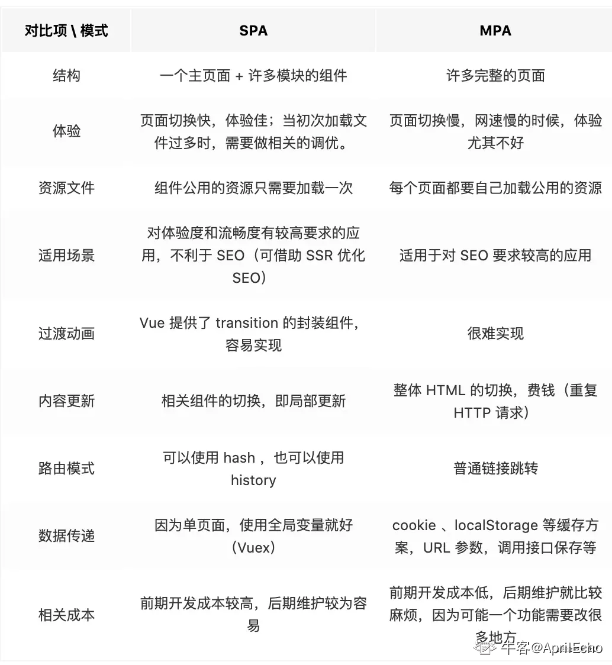 对比项 \ 模式 SPA MPA
结构 一个主页面 + 许多模块的组件 许多完整的页面
体验
页面切换快，体验佳；当初次加载文
件过多时，需要做相关的调优。
页面切换慢，网速慢的时候，体验
尤其不好
资源文件 组件公用的资源只需要加载一次 每个页面都要自己加载公用的资源
适用场景
对体验度和流畅度有较高要求的应
用，不利于 SEO（可借助 SSR 优化
SEO）
适用于对 SEO 要求较高的应用
过渡动画
Vue 提供了 transition 的封装组件，
容易实现
很难实现
内容更新
相关组件的切换，即局部更新
整体 HTML 的切换，费钱（重复
HTTP 请求）
路由模式
可以使用 hash ，也可以使用
history
普通链接跳转
数据传递
因为单页面，使用全局变量就好
（Vuex）
cookie 、localStorage 等缓存方
案，URL 参数，调用接口保存等
相关成本
前期开发成本较高，后期维护较为容
易
前期开发成本低，后期维护就比较
麻烦，因为可能一个功能需要改很
多地方
牛客@AprilEcho